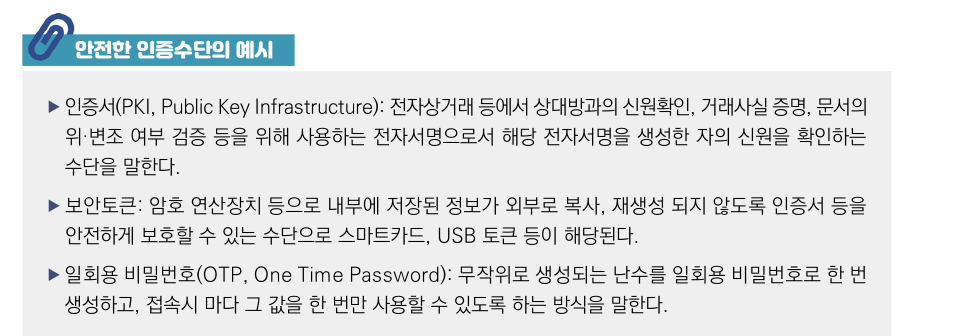 안전한 인증수단의 예시
▶ 인증서(PKI, Public Key Infrastructure): 전자상거래 등에서 상대방과의 신원확인, 거래사실 증명, 문서의
위·변조 여부 검증 등을 위해 사용하는 전자서명으로서 해당 전자서명을 생성한 자의 신원을 확인하는
수단을 말한다.
▶ 보안토큰: 암호 연산장치 등으로 내부에 저장된 정보가 외부로 복사, 재생성 되지 않도록 인증서 등을
안전하게 보호할 수 있는 수단으로 스마트카드, USB 토큰 등이 해당된다.
▶ 일회용 비밀번호(OTP, One Time Password): 무작위로 생성되는 난수를 일회용 비밀번호로 한 번
생성하고, 접속시 마다 그 값을 한 번만 사용할 수 있도록 하는 방식을 말한다.